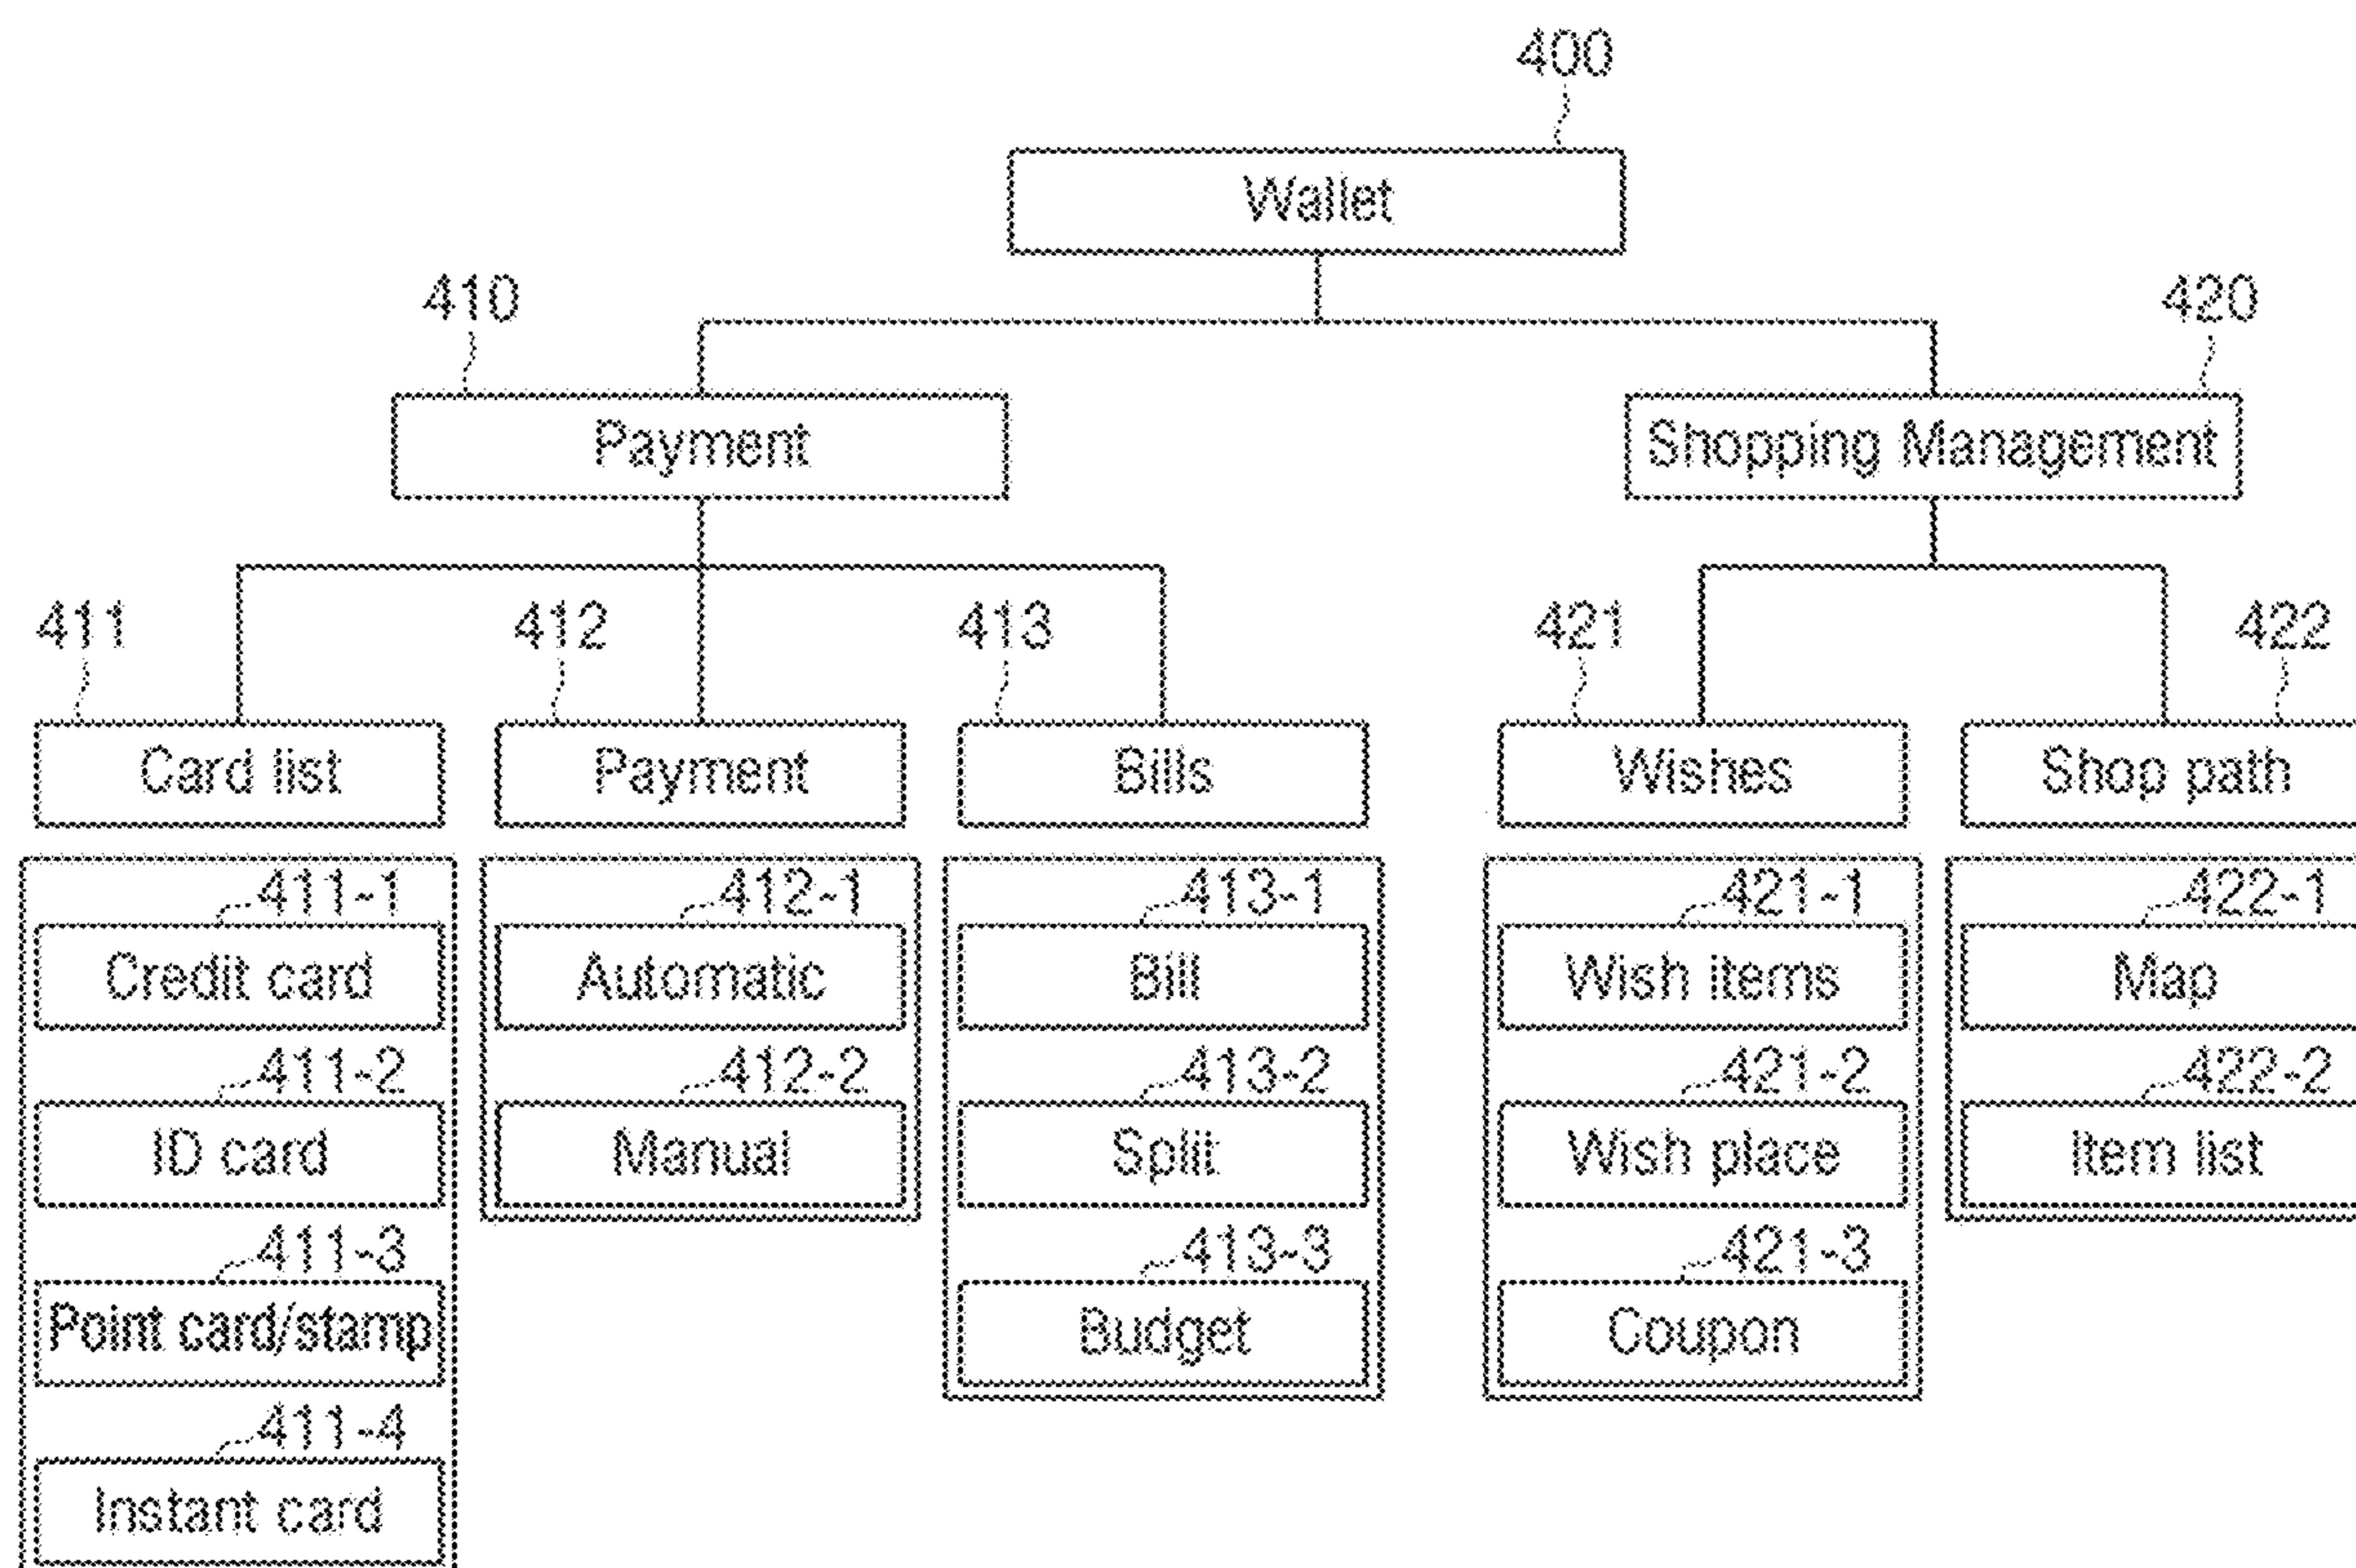 400
Wallet
410 420
Payment Shopping Management
411 412 413 421 422
Card list Payment Bills Wishes Shop path
411-1 412-1 413-1 421-1 422-1
Credit card Automatic Bill Wish items Map
411-2 412-2 413-2 421-2 422-2
ID card Manual Split Wish place Item list
411-3 413-3 421-3
Point card/stamp Budget Coupon
411-4
Instant card